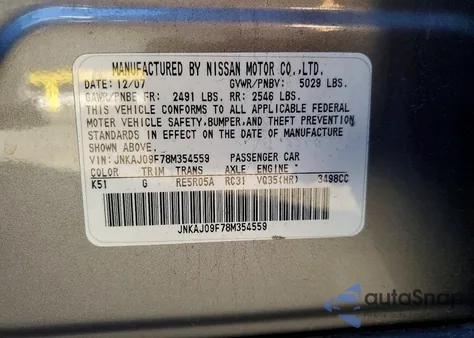 MANUFACTURED BY NISSAN MOTOR CO.,LTD.
DATE: 12/07 GVWR/PNBV: 5029 LBS.
GAWR/PNBE FR: 2491 LBS. RR: 2546 LBS.
THIS VEHICLE CONFORMS TO ALL APPLICABLE FEDERAL
MOTOR VEHICLE SAFETY,BUMPER,AND THEFT PREVENTION
STANDARDS IN EFFECT ON THE DATE OF MANUFACTURE
SHOWN ABOVE.
VIN: JNKAJ09F78M354559 PASSENGER CAR
COLOR TRIM TRANS AXLE ENGINE
K51 G RE5R05A RC31 VQ35(HR) 3498CC
JNKAJ09F78M354559
autoSnap